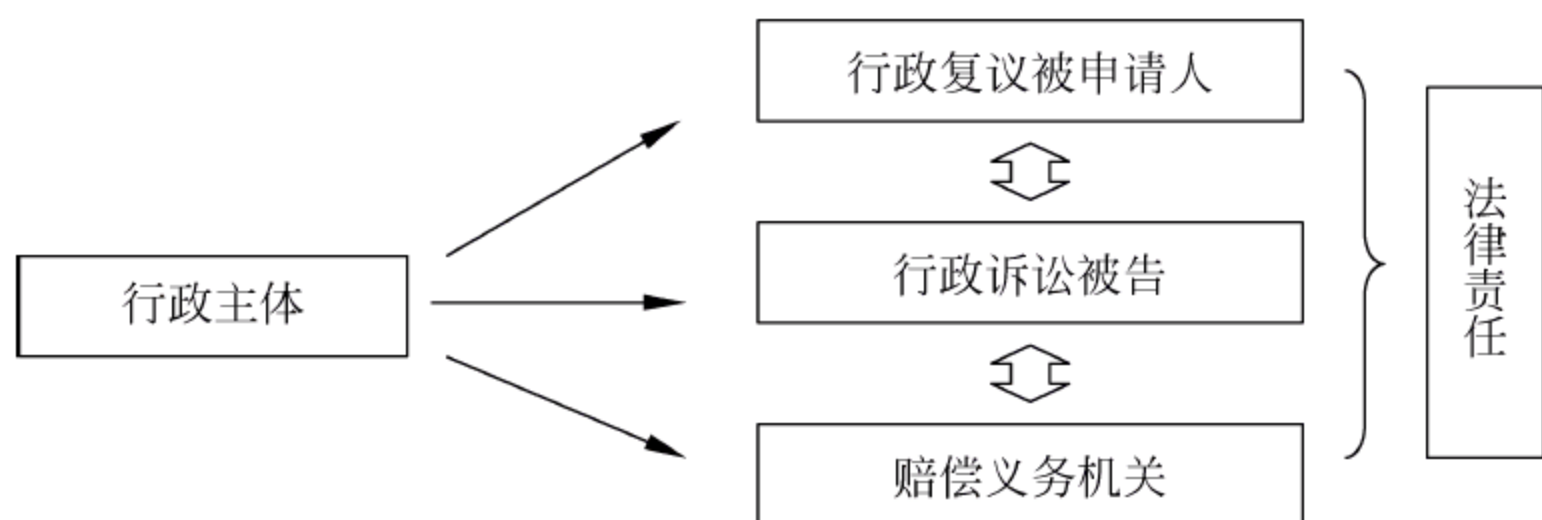 行政复议被申请人
行政主体
行政诉讼被告
赔偿义务机关
法律责任